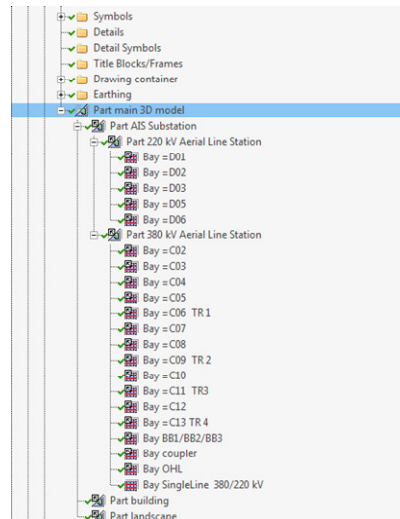 Symbols
Details
Detail Symbols
Title Blocks/Frames
Drawing container
Earthing
Part main 3D model
Part AIS Substation
Part 220 kV Aerial Line Station
Bay =D01
Bay =D02
Bay =D03
Bay =D05
Bay =D06
Part 380 kV Aerial Line Station
Bay =C02
Bay =C03
Bay =C04
Bay =C05
Bay =C06 TR 1
Bay =C07
Bay =C08
Bay =C09 TR 2
Bay =C10
Bay =C11 TR3
Bay =C12
Bay =C13 TR 4
Bay BB1/BB2/BB3
Bay coupler
Bay OHL
Bay SingleLine 380/220 kV
Part building
Part landscape